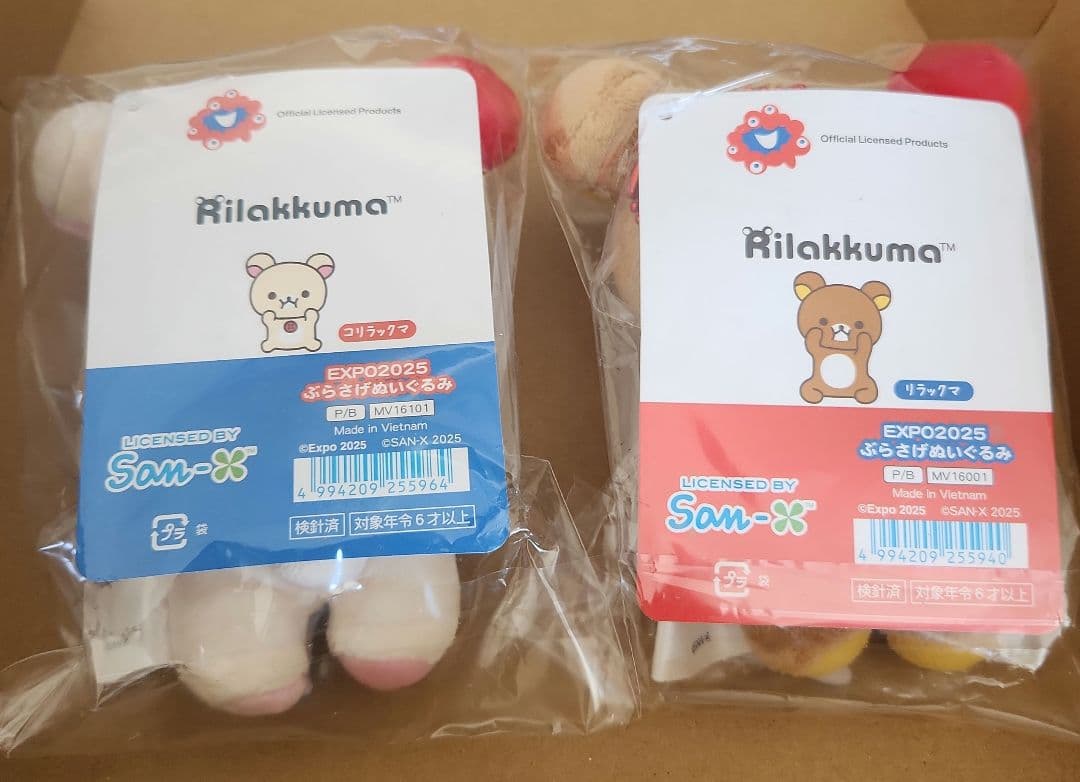 Official Licensed Products
Rilakkuma™
コリラックマ
EXPO2025
ぶらさげぬいぐるみ
P/B MV16101
Made in Vietnam
©Expo 2025 ©SAN-X 2025
LICENSED BY
San-X™
4 994209 255964
プラ 袋
検針済 対象年令6才以上
Official Licensed Products
Rilakkuma™
リラックマ
EXPO2025
ぶらさげぬいぐるみ
P/B MV16001
Made in Vietnam
©Expo 2025 ©SAN-X 2025
LICENSED BY
San-X™
4 994209 255940
プラ 袋
検針済 対象年令6才以上